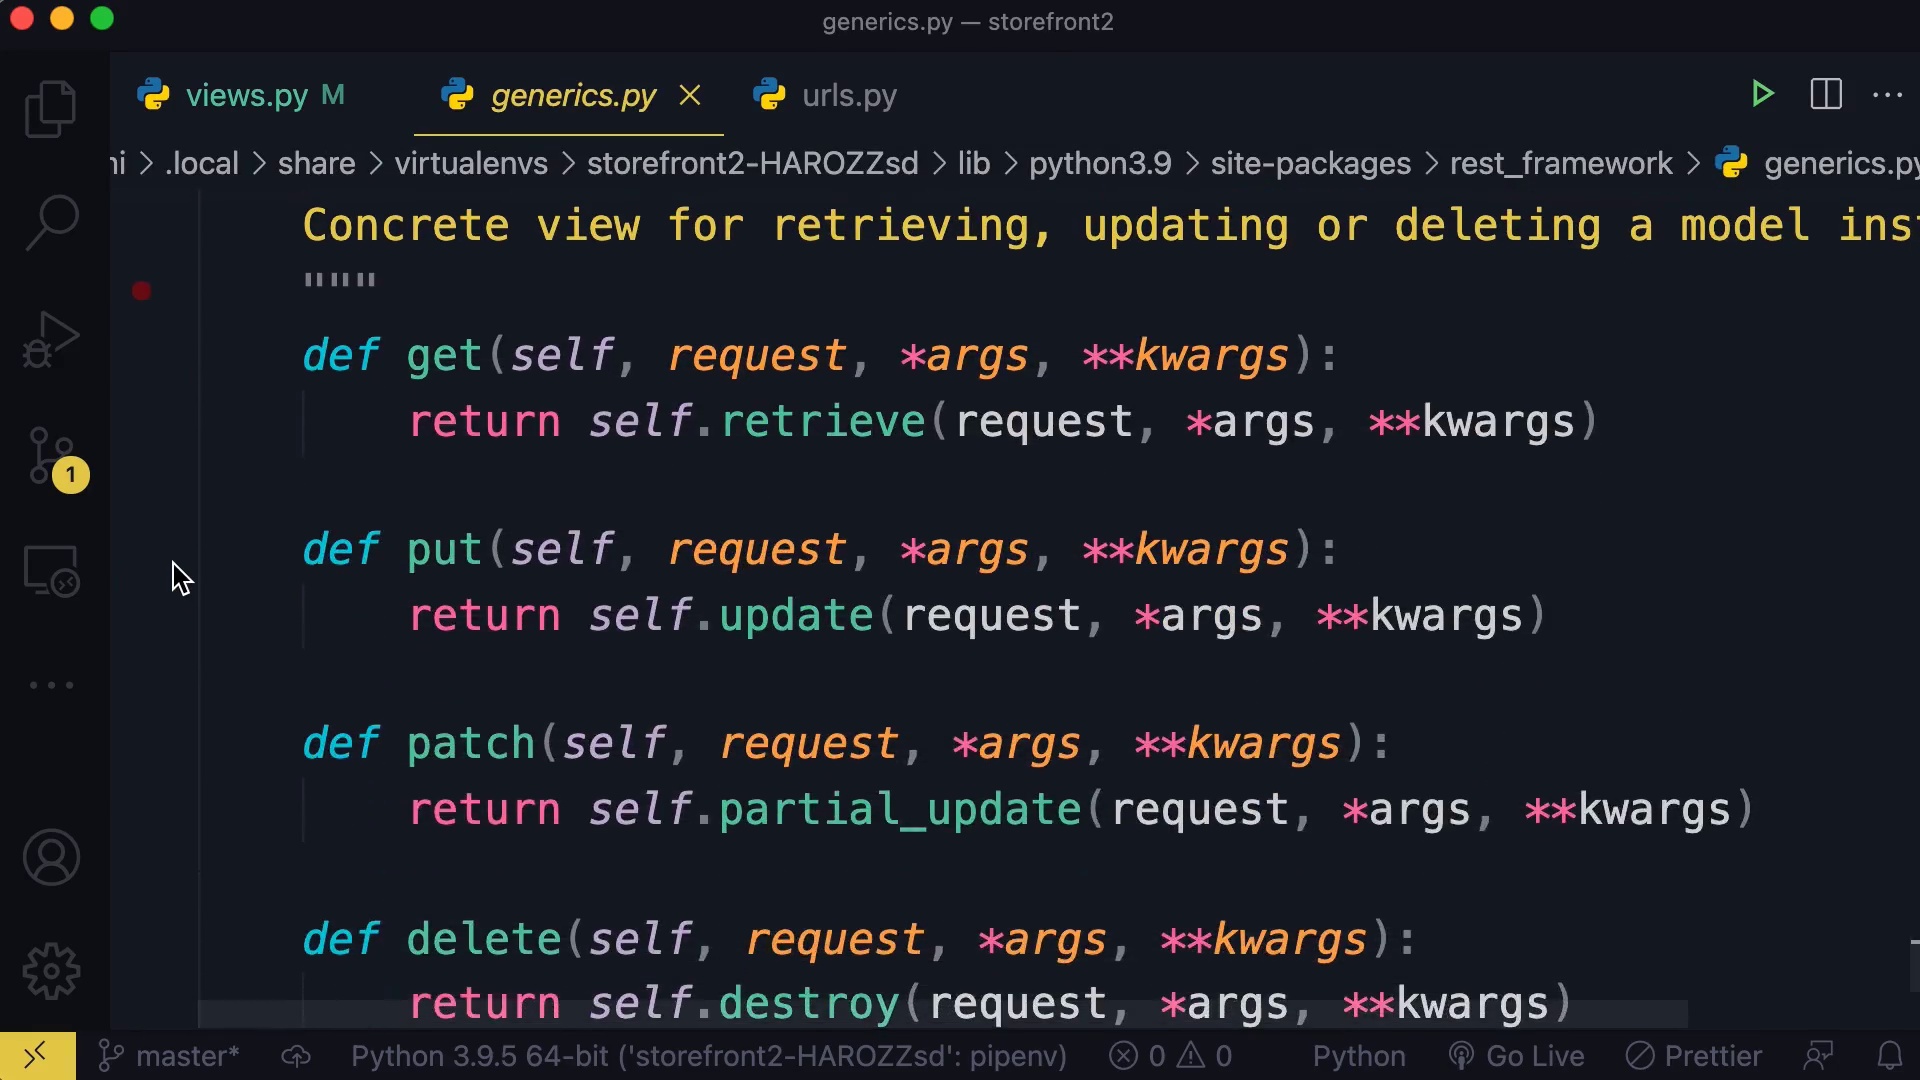 generics.py — storefront2
views.py M
generics.py
urls.py
.local > share > virtualenvs > storefront2-HAROZZsd > lib > python3.9 > site-packages > rest_framework > generics.py
Concrete view for retrieving, updating or deleting a model ins
"""
def get(self, request, *args, **kwargs):
return self.retrieve(request, *args, **kwargs)
def put(self, request, *args, **kwargs):
return self.update(request, *args, **kwargs)
1
def patch(self, request, *args, **kwargs):
return self.partial_update(request, *args, **kwargs)
def delete(self, request, *args, **kwargs):
return self.destroy(request, *args, **kwargs)
master* Python 3.9.5 64-bit ('storefront2-HAROZZsd': pipenv) 0 0 Python Go Live Prettier